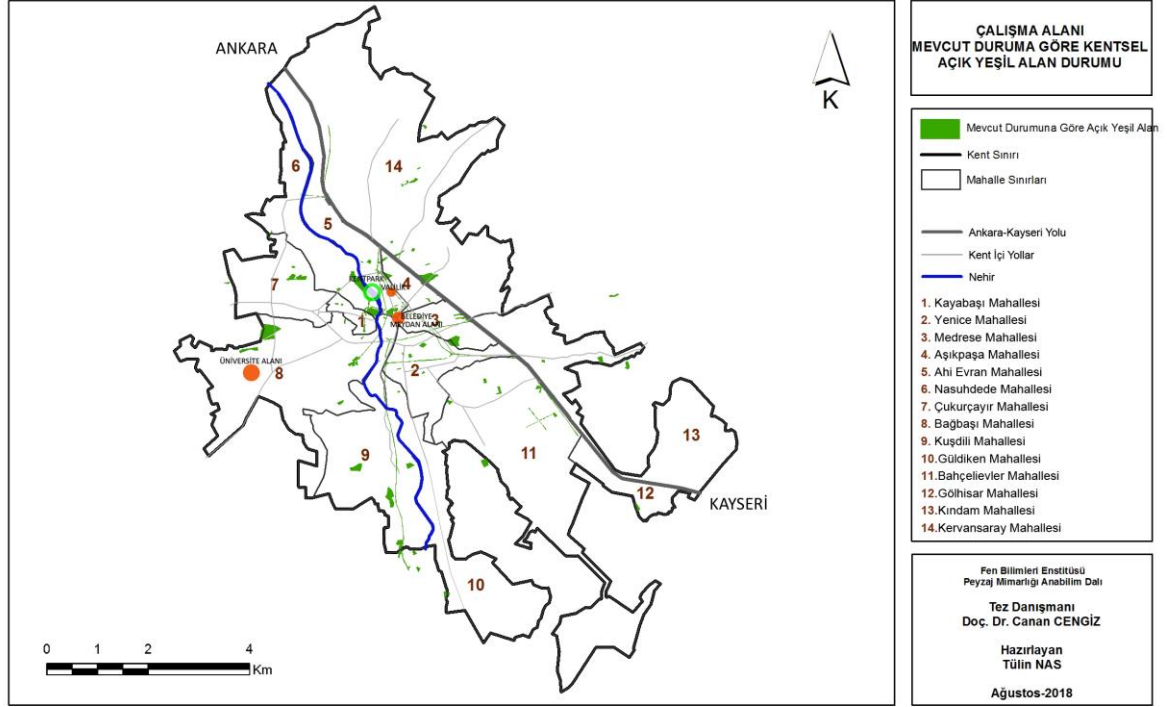 ANKARA
K
6
14
5
7
4
KENTPARK
VALİLİK
1
BELEDİYE
MEYDAN ALANI
3
ÜNİVERSİTE ALANI
8
2
9
11
13
12
KAYSERİ
10
0 1 2 4
Km
ÇALIŞMA ALANI
MEVCUT DURUMA GÖRE KENTSEL
AÇIK YEŞİL ALAN DURUMU
Mevcut Durumuna Göre Açık Yeşil Alan
Kent Sınırı
Mahalle Sınırları
Ankara-Kayseri Yolu
Kent İçi Yollar
Nehir
1. Kayabaşı Mahallesi
2. Yenice Mahallesi
3. Medrese Mahallesi
4. Aşıkpaşa Mahallesi
5. Ahi Evran Mahallesi
6. Nasuhdede Mahallesi
7. Çukurçayır Mahallesi
8. Bağbaşı Mahallesi
9. Kuşdili Mahallesi
10.Güldiken Mahallesi
11.Bahçelievler Mahallesi
12.Gölhisar Mahallesi
13.Kındam Mahallesi
14.Kervansaray Mahallesi
Fen Bilimleri Enstitüsü
Peyzaj Mimarlığı Anabilim Dalı
Tez Danışmanı
Doç. Dr. Canan CENGİZ
Hazırlayan
Tülin NAS
Ağustos-2018